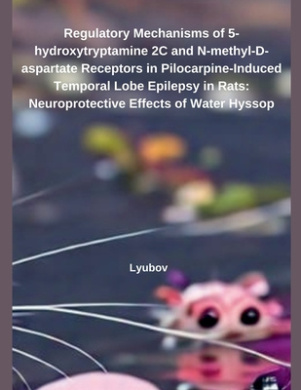 Regulatory Mechanisms of 5-
hydroxytryptamine 2C and N-methyl-D-
aspartate Receptors in Pilocarpine-Induced
Temporal Lobe Epilepsy in Rats:
Neuroprotective Effects of Water Hyssop
Lyubov